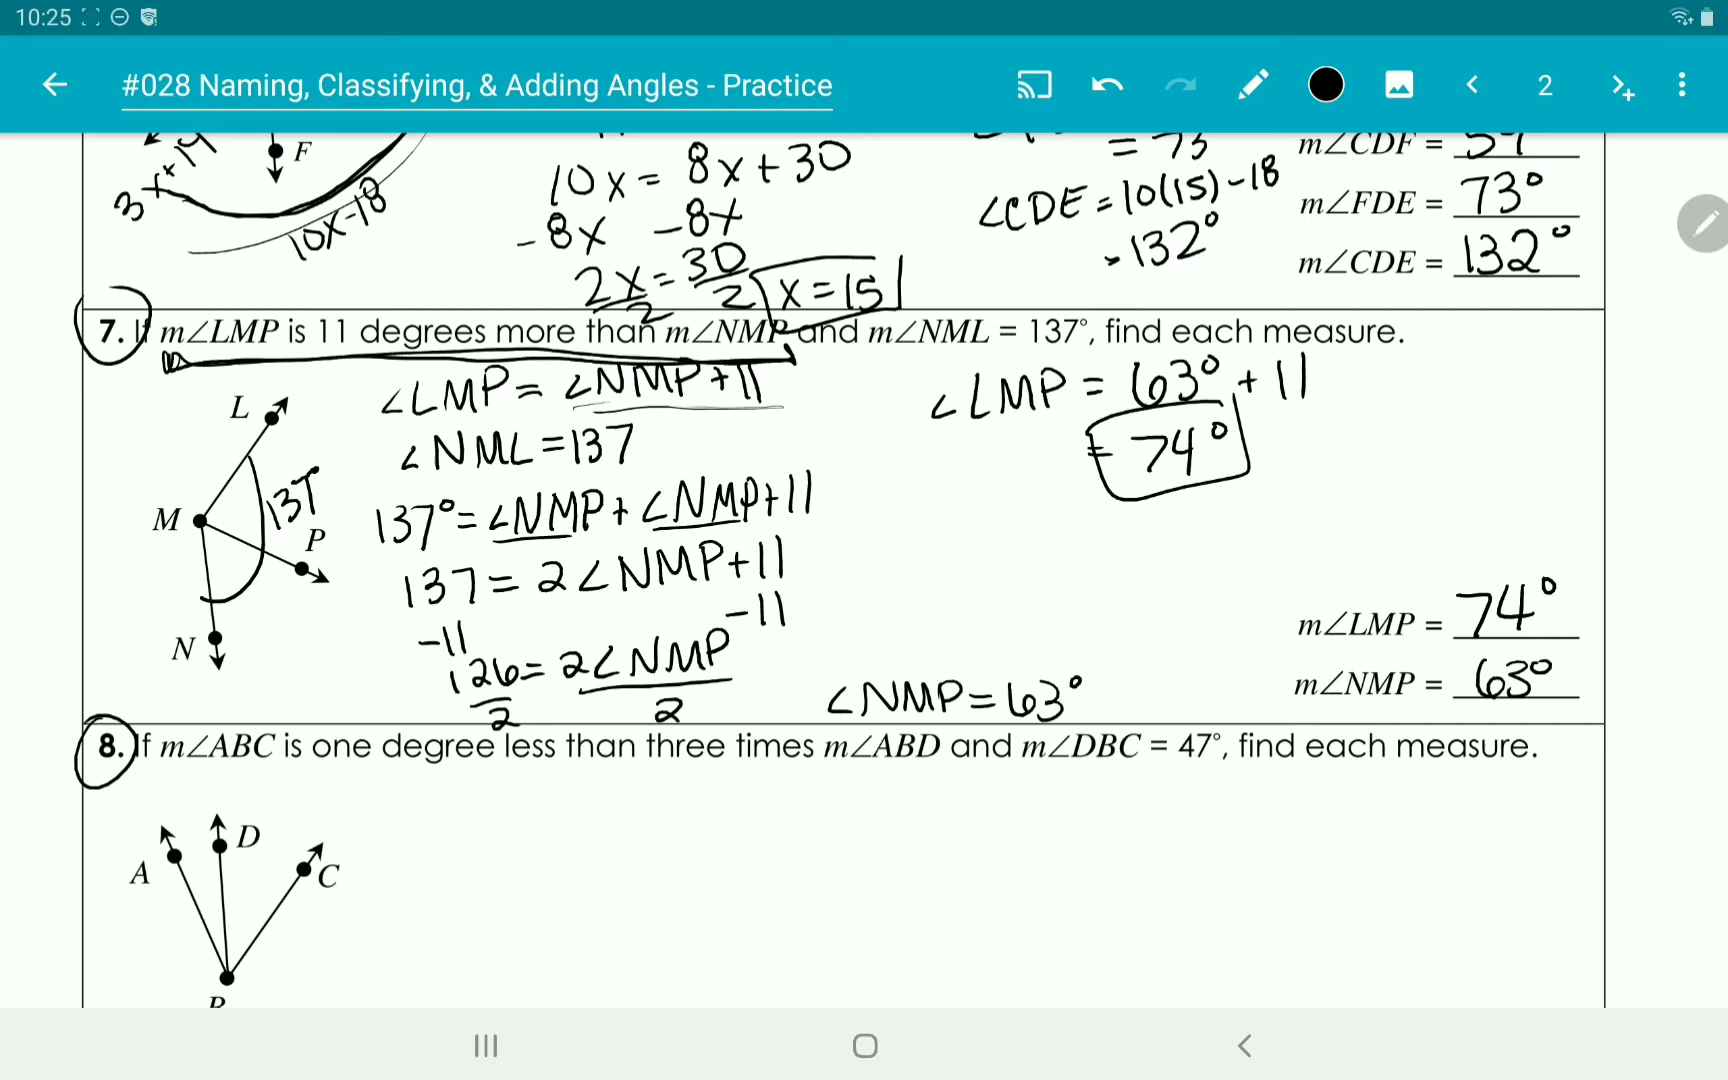 10:25
#028 Naming, Classifying, & Adding Angles - Practice
2
F
3x+14
10x-18
10x = 8x+30
-8x -8x
2x = 30
2 2
x=15
= 73
∠CDE = 10(15)-18
132°
m∠CDF =
m∠FDE = 73°
m∠CDE = 132°
7. If m∠LMP is 11 degrees more than m∠NMP and m∠NML = 137°, find each measure.
L
M
P
N
137
∠LMP = ∠NMP+11
∠NML=137
137°=∠NMP+∠NMP+11
137=2∠NMP+11
-11 -11
126=2∠NMP
2 2
∠NMP=63°
∠LMP = 63°+11
= 74°
m∠LMP = 74°
m∠NMP = 63°
8. If m∠ABC is one degree less than three times m∠ABD and m∠DBC = 47°, find each measure.
A
D
C